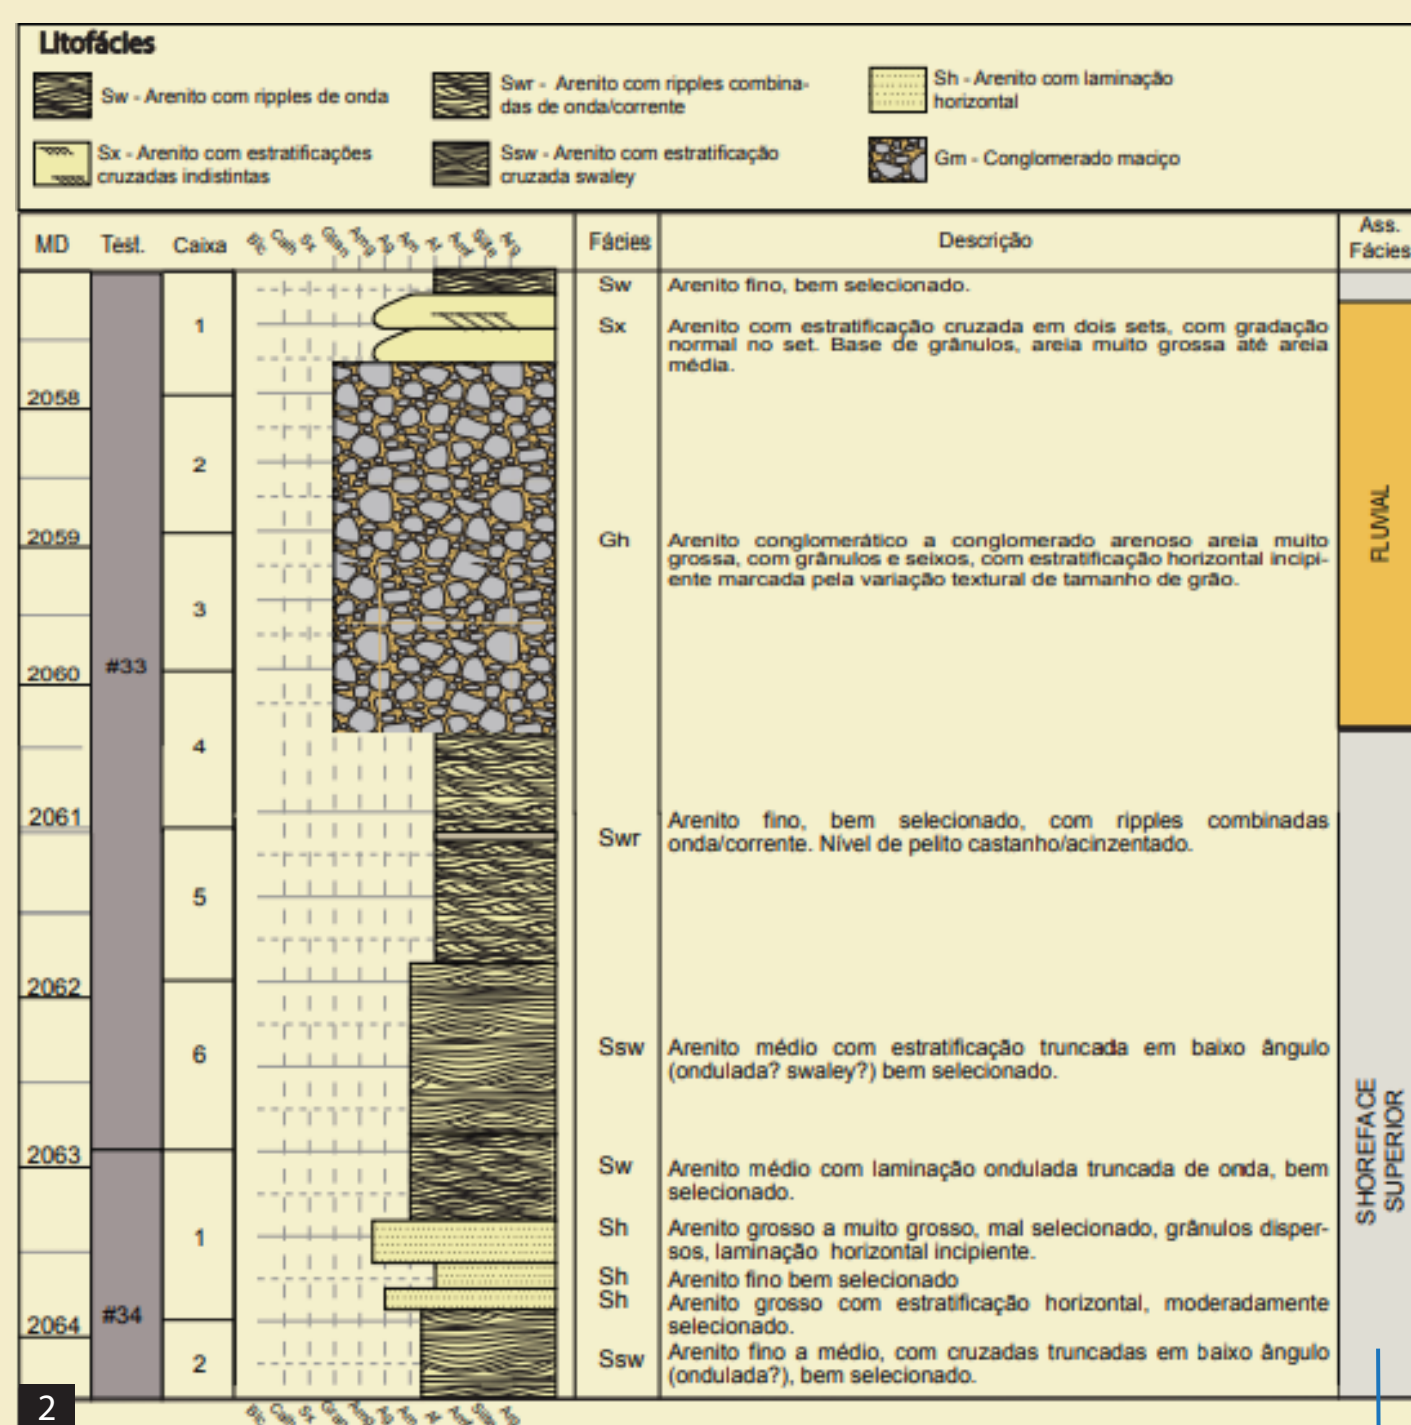 Litofácies
Sw - Arenito com ripples de onda
Swr - Arenito com ripples combina-
das de onda/corrente
Sh - Arenito com laminação
horizontal
Sx - Arenito com estratificações
cruzadas indistintas
Ssw - Arenito com estratificação
cruzada swaley
Gm - Conglomerado maciço
MD
Test.
Caixa
Fácies
Descrição
Ass.
Fácies
Sw
Arenito fino, bem selecionado.
1
Sx
Arenito com estratificação cruzada em dois sets, com gradação
normal no set. Base de grânulos, areia muito grossa até areia
média.
2058
2
FLUVIAL
2059
Gh
Arenito conglomerático a conglomerado arenoso areia muito
grossa, com grânulos e seixos, com estratificação horizontal incipi-
ente marcada pela variação textural de tamanho de grão.
3
2060
#33
4
2061
Swr
Arenito fino, bem selecionado, com ripples combinadas
onda/corrente. Nível de pelito castanho/acinzentado.
5
2062
6
Ssw
Arenito médio com estratificação truncada em baixo ângulo
(ondulada? swaley?) bem selecionado.
SHOREFACE
SUPERIOR
2063
Sw
Arenito médio com laminação ondulada truncada de onda, bem
selecionado.
1
Sh
Arenito grosso a muito grosso, mal selecionado, grânulos disper-
sos, laminação horizontal incipiente.
Sh
Arenito fino bem selecionado
Sh
Arenito grosso com estratificação horizontal, moderadamente
selecionado.
2064
#34
2
Ssw
Arenito fino a médio, com cruzadas truncadas em baixo ângulo
(ondulada?), bem selecionado.
2